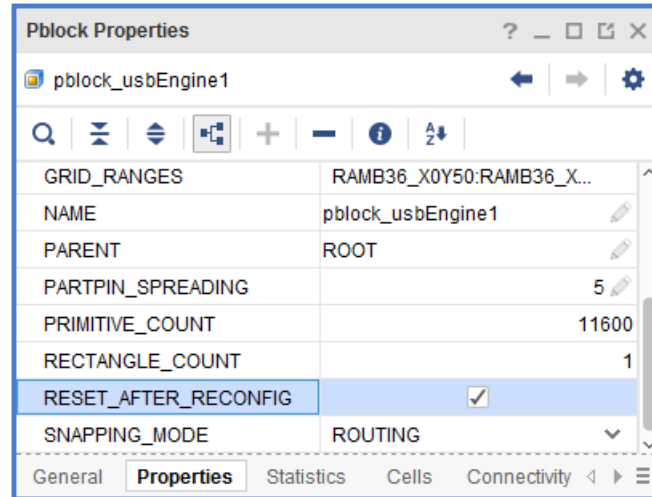 Pblock Properties
pblock_usbEngine1
GRID_RANGES RAMB36_X0Y50:RAMB36_X...
NAME pblock_usbEngine1
PARENT ROOT
PARTPIN_SPREADING 5
PRIMITIVE_COUNT 11600
RECTANGLE_COUNT 1
RESET_AFTER_RECONFIG
SNAPPING_MODE ROUTING
General Properties Statistics Cells Connectivity